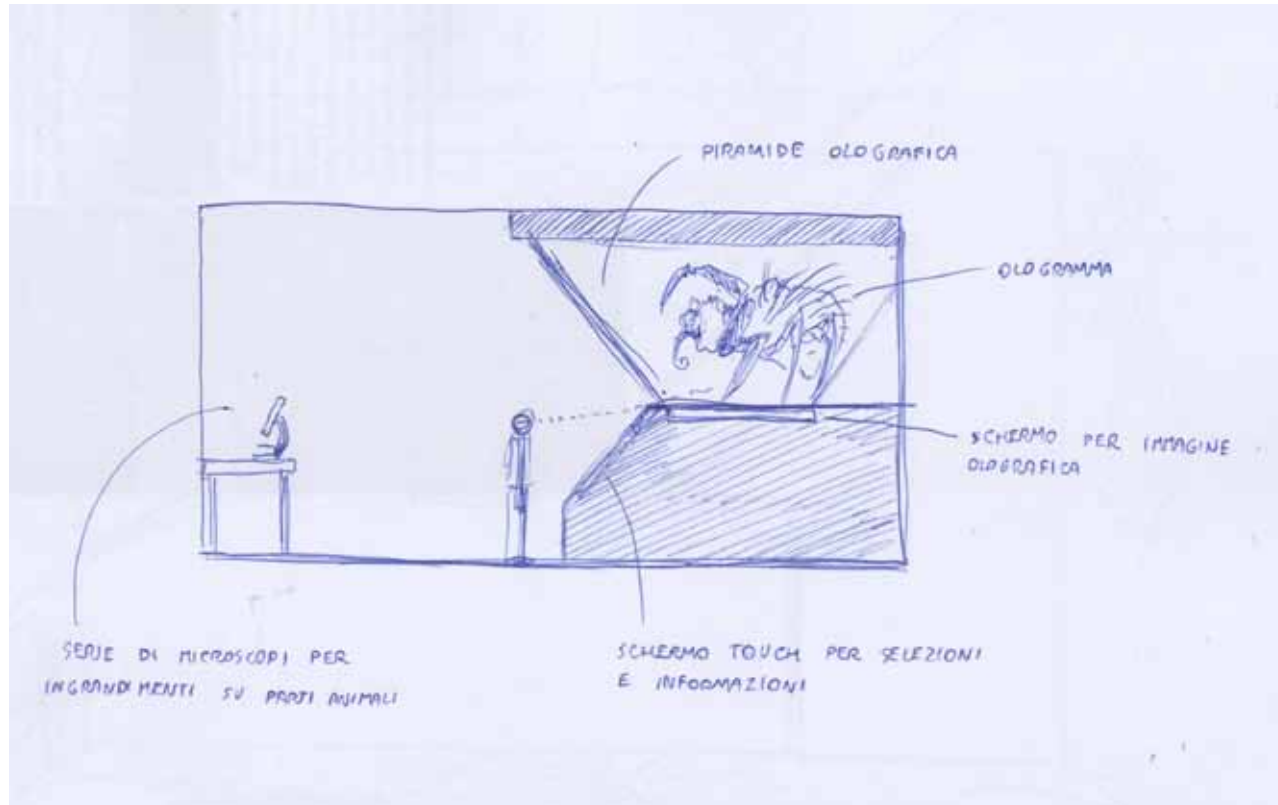 PIRAMIDE OLOGRAFICA
OLOGRAMMA
SCHERMO PER IMMAGINE
OLOGRAFICA
SERIE DI MICROSCOPI PER
INGRANDIMENTI SU PARTI ANIMALI
SCHERMO TOUCH PER SELEZIONI
E INFORMAZIONI